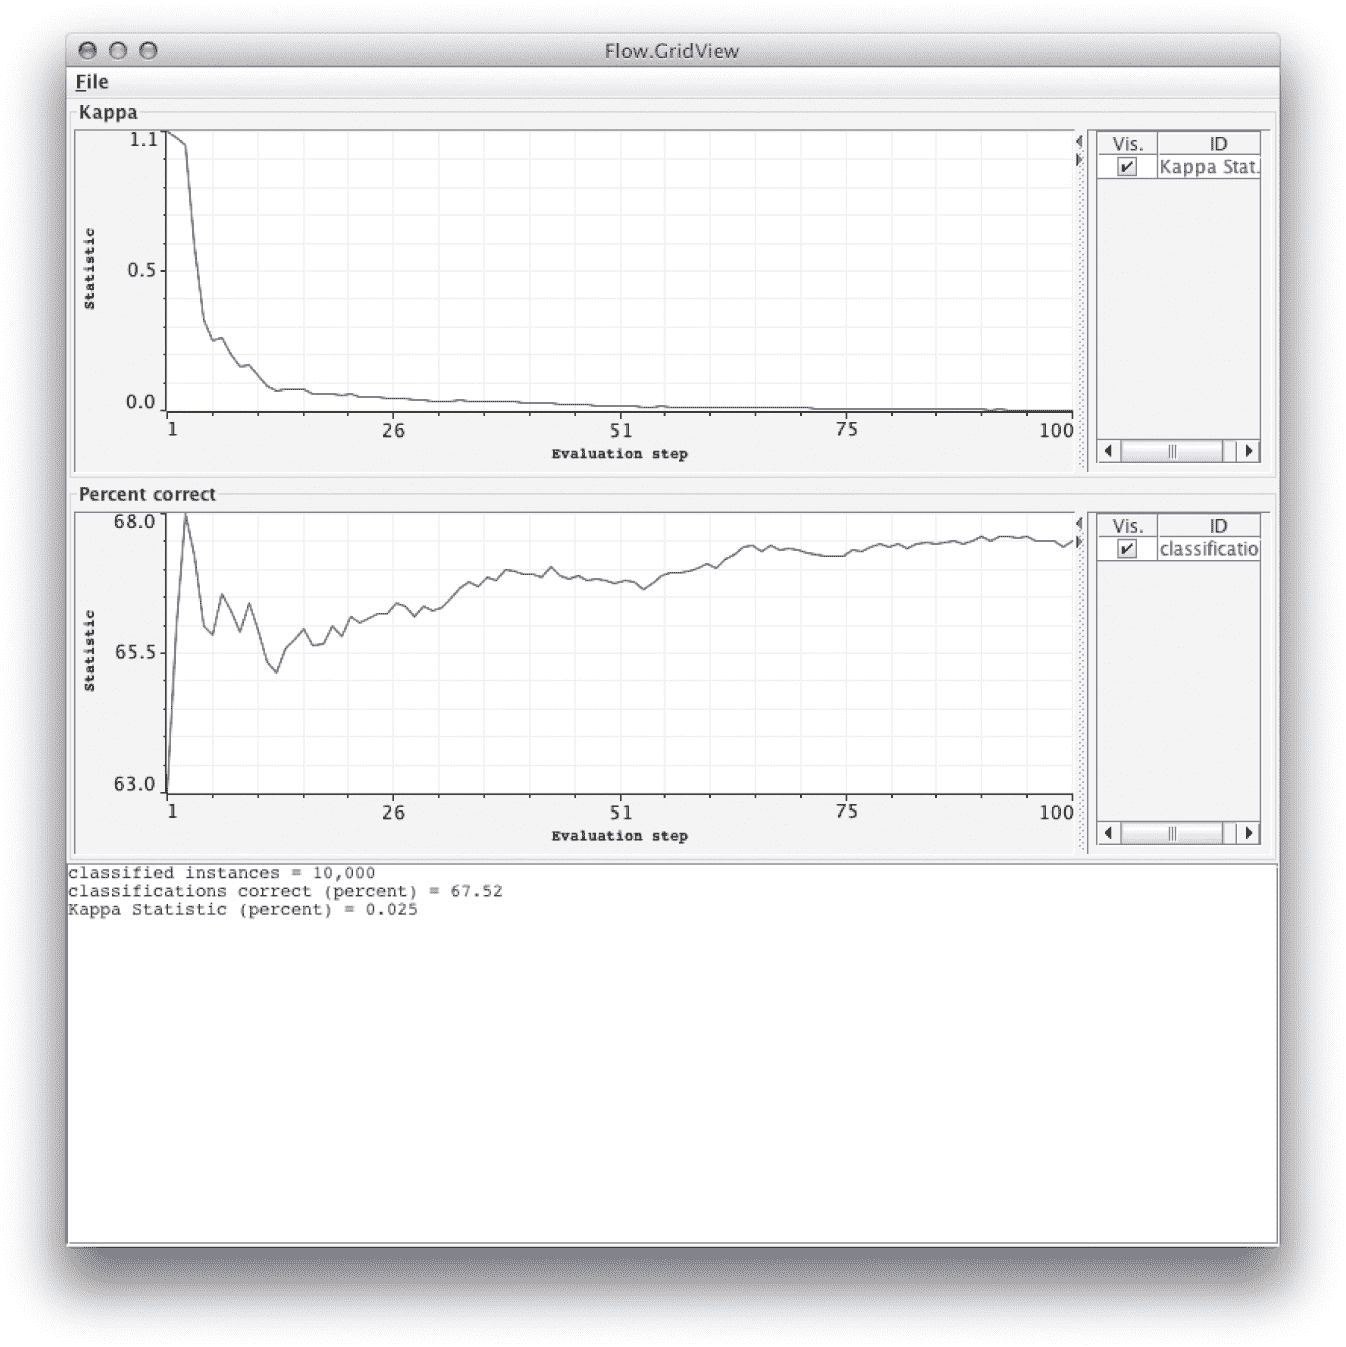 Flow.GridView
File
Kappa
1.1
0.5
0.0
Statistic
1 26 51 75 100
Evaluation step
Vis. ID
Kappa Stat.
Percent correct
68.0
65.5
63.0
Statistic
1 26 51 75 100
Evaluation step
Vis. ID
classificatio
classified instances = 10,000
classifications correct (percent) = 67.52
Kappa Statistic (percent) = 0.025